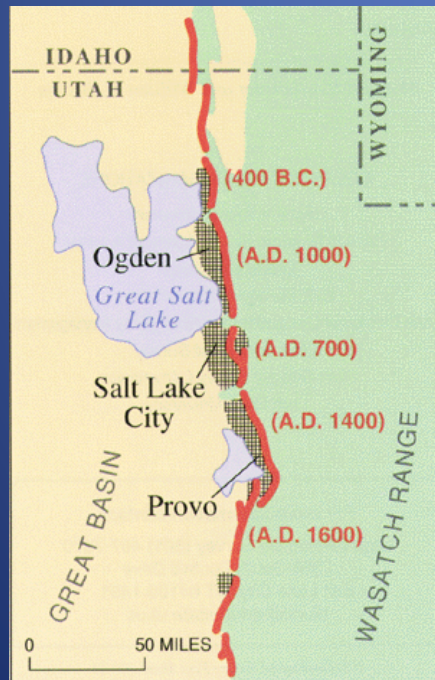 IDAHO
UTAH
WYOMING
(400 B.C.)
Ogden
(A.D. 1000)
Great Salt
Lake
(A.D. 700)
Salt Lake
City
(A.D. 1400)
Provo
(A.D. 1600)
GREAT BASIN
WASATCH RANGE
0 50 MILES